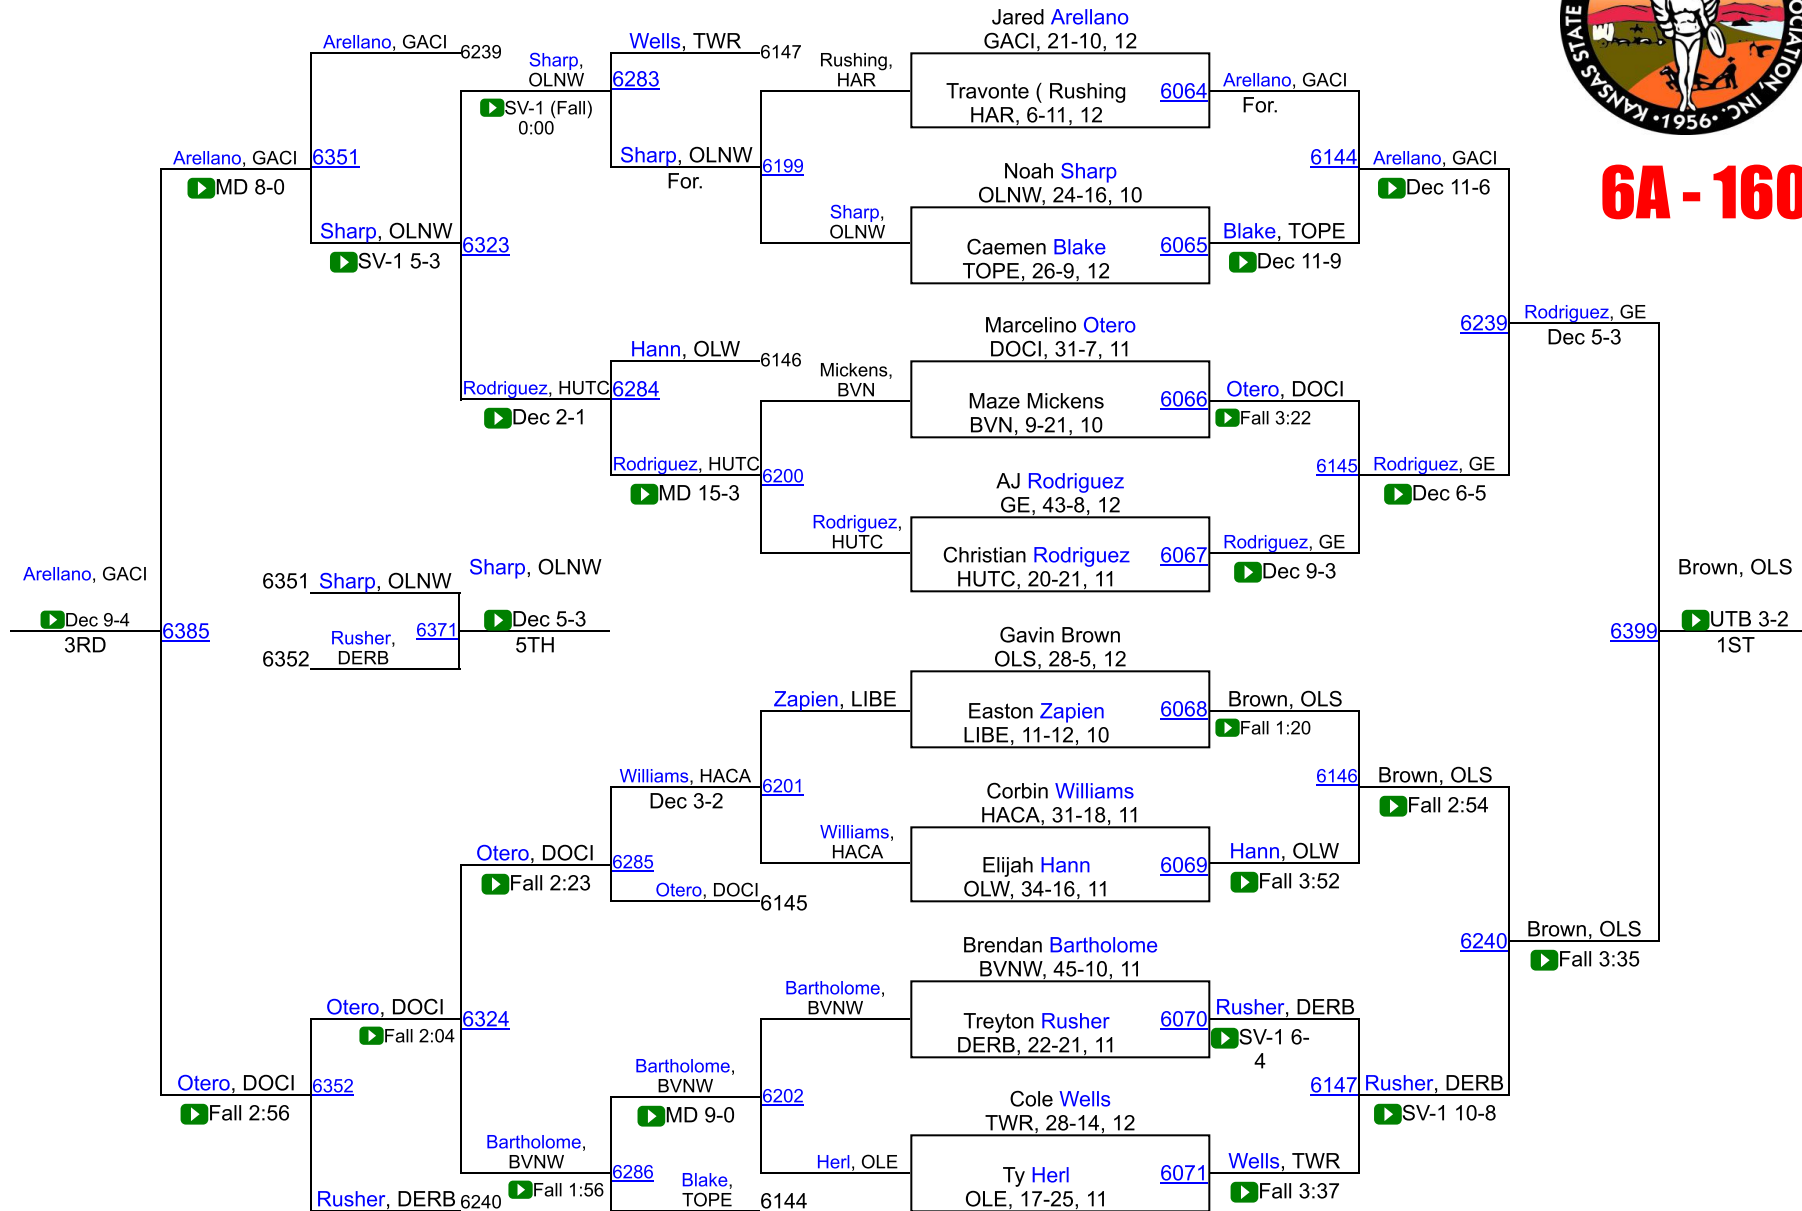 Arellano, GACI
6239
Sharp,
OLNW
SV-1 (Fall)
0:00
Wells, TWR
6147
6283
Rushing,
HAR
Jared Arellano
GACI, 21-10, 12
Travonte ( Rushing
HAR, 6-11, 12
6064
Arellano, GACI
For.
KANSAS STATE
OCIATION, INC.
•1956•
6A - 160
Arellano, GACI
MD 8-0
6351
Sharp, OLNW
For.
6199
Noah Sharp
OLNW, 24-16, 10
6144
Arellano, GACI
Dec 11-6
Sharp, OLNW
SV-1 5-3
6323
Sharp,
OLNW
Caemen Blake
TOPE, 26-9, 12
6065
Blake, TOPE
Dec 11-9
Hann, OLW
6146
Marcelino Otero
DOCI, 31-7, 11
6239
Rodriguez, GE
Dec 5-3
Rodriguez, HUTC
Dec 2-1
6284
Mickens,
BVN
Maze Mickens
BVN, 9-21, 10
6066
Otero, DOCI
Fall 3:22
Rodriguez, HUTC
MD 15-3
6200
AJ Rodriguez
GE, 43-8, 12
6145
Rodriguez, GE
Dec 6-5
Rodriguez,
HUTC
Christian Rodriguez
HUTC, 20-21, 11
6067
Rodriguez, GE
Dec 9-3
Arellano, GACI
Dec 9-4
3RD
6385
6351
Sharp, OLNW
6352
Rusher,
DERB
6371
Sharp, OLNW
Dec 5-3
5TH
6399
Brown, OLS
UTB 3-2
1ST
Gavin Brown
OLS, 28-5, 12
Zapien, LIBE
Easton Zapien
LIBE, 11-12, 10
6068
Brown, OLS
Fall 1:20
Williams, HACA
Dec 3-2
6201
Corbin Williams
HACA, 31-18, 11
6146
Brown, OLS
Fall 2:54
Williams,
HACA
Elijah Hann
OLW, 34-16, 11
6069
Hann, OLW
Fall 3:52
Otero, DOCI
Fall 2:23
6285
Otero, DOCI
6145
Brendan Bartholome
BVNW, 45-10, 11
6240
Brown, OLS
Fall 3:35
Otero, DOCI
Fall 2:04
6324
Bartholome,
BVNW
Treyton Rusher
DERB, 22-21, 11
6070
Rusher, DERB
SV-1 6-
4
Otero, DOCI
Fall 2:56
6352
Bartholome,
BVNW
MD 9-0
6202
Cole Wells
TWR, 28-14, 12
6147
Rusher, DERB
SV-1 10-8
Bartholome,
BVNW
Fall 1:56
6286
Herl, OLE
Ty Herl
OLE, 17-25, 11
6071
Wells, TWR
Fall 3:37
Rusher, DERB
6240
Blake,
TOPE
6144